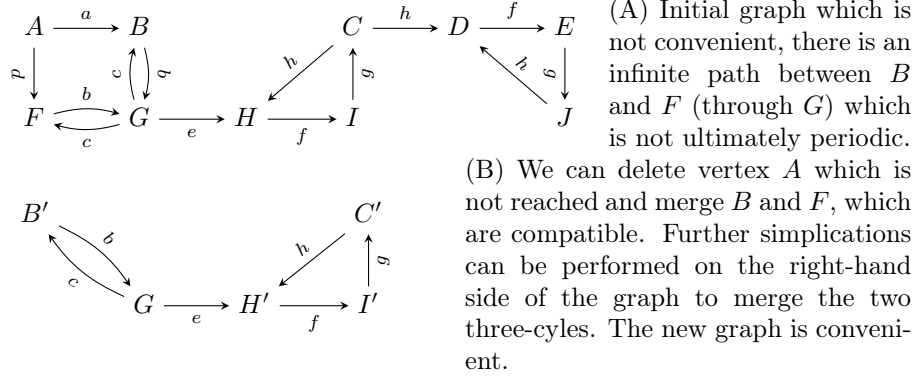 A a B C h D f E
d c b h g h g
F b c G e H f I J
(A) Initial graph which is
not convenient, there is an
infinite path between B
and F (through G) which
is not ultimately periodic.
(B) We can delete vertex A which is
not reached and merge B and F, which
are compatible. Further simplications
can be performed on the right-hand
side of the graph to merge the two
three-cyles. The new graph is conveni-
ent.
B′ C′
b c h g
G e H′ f I′